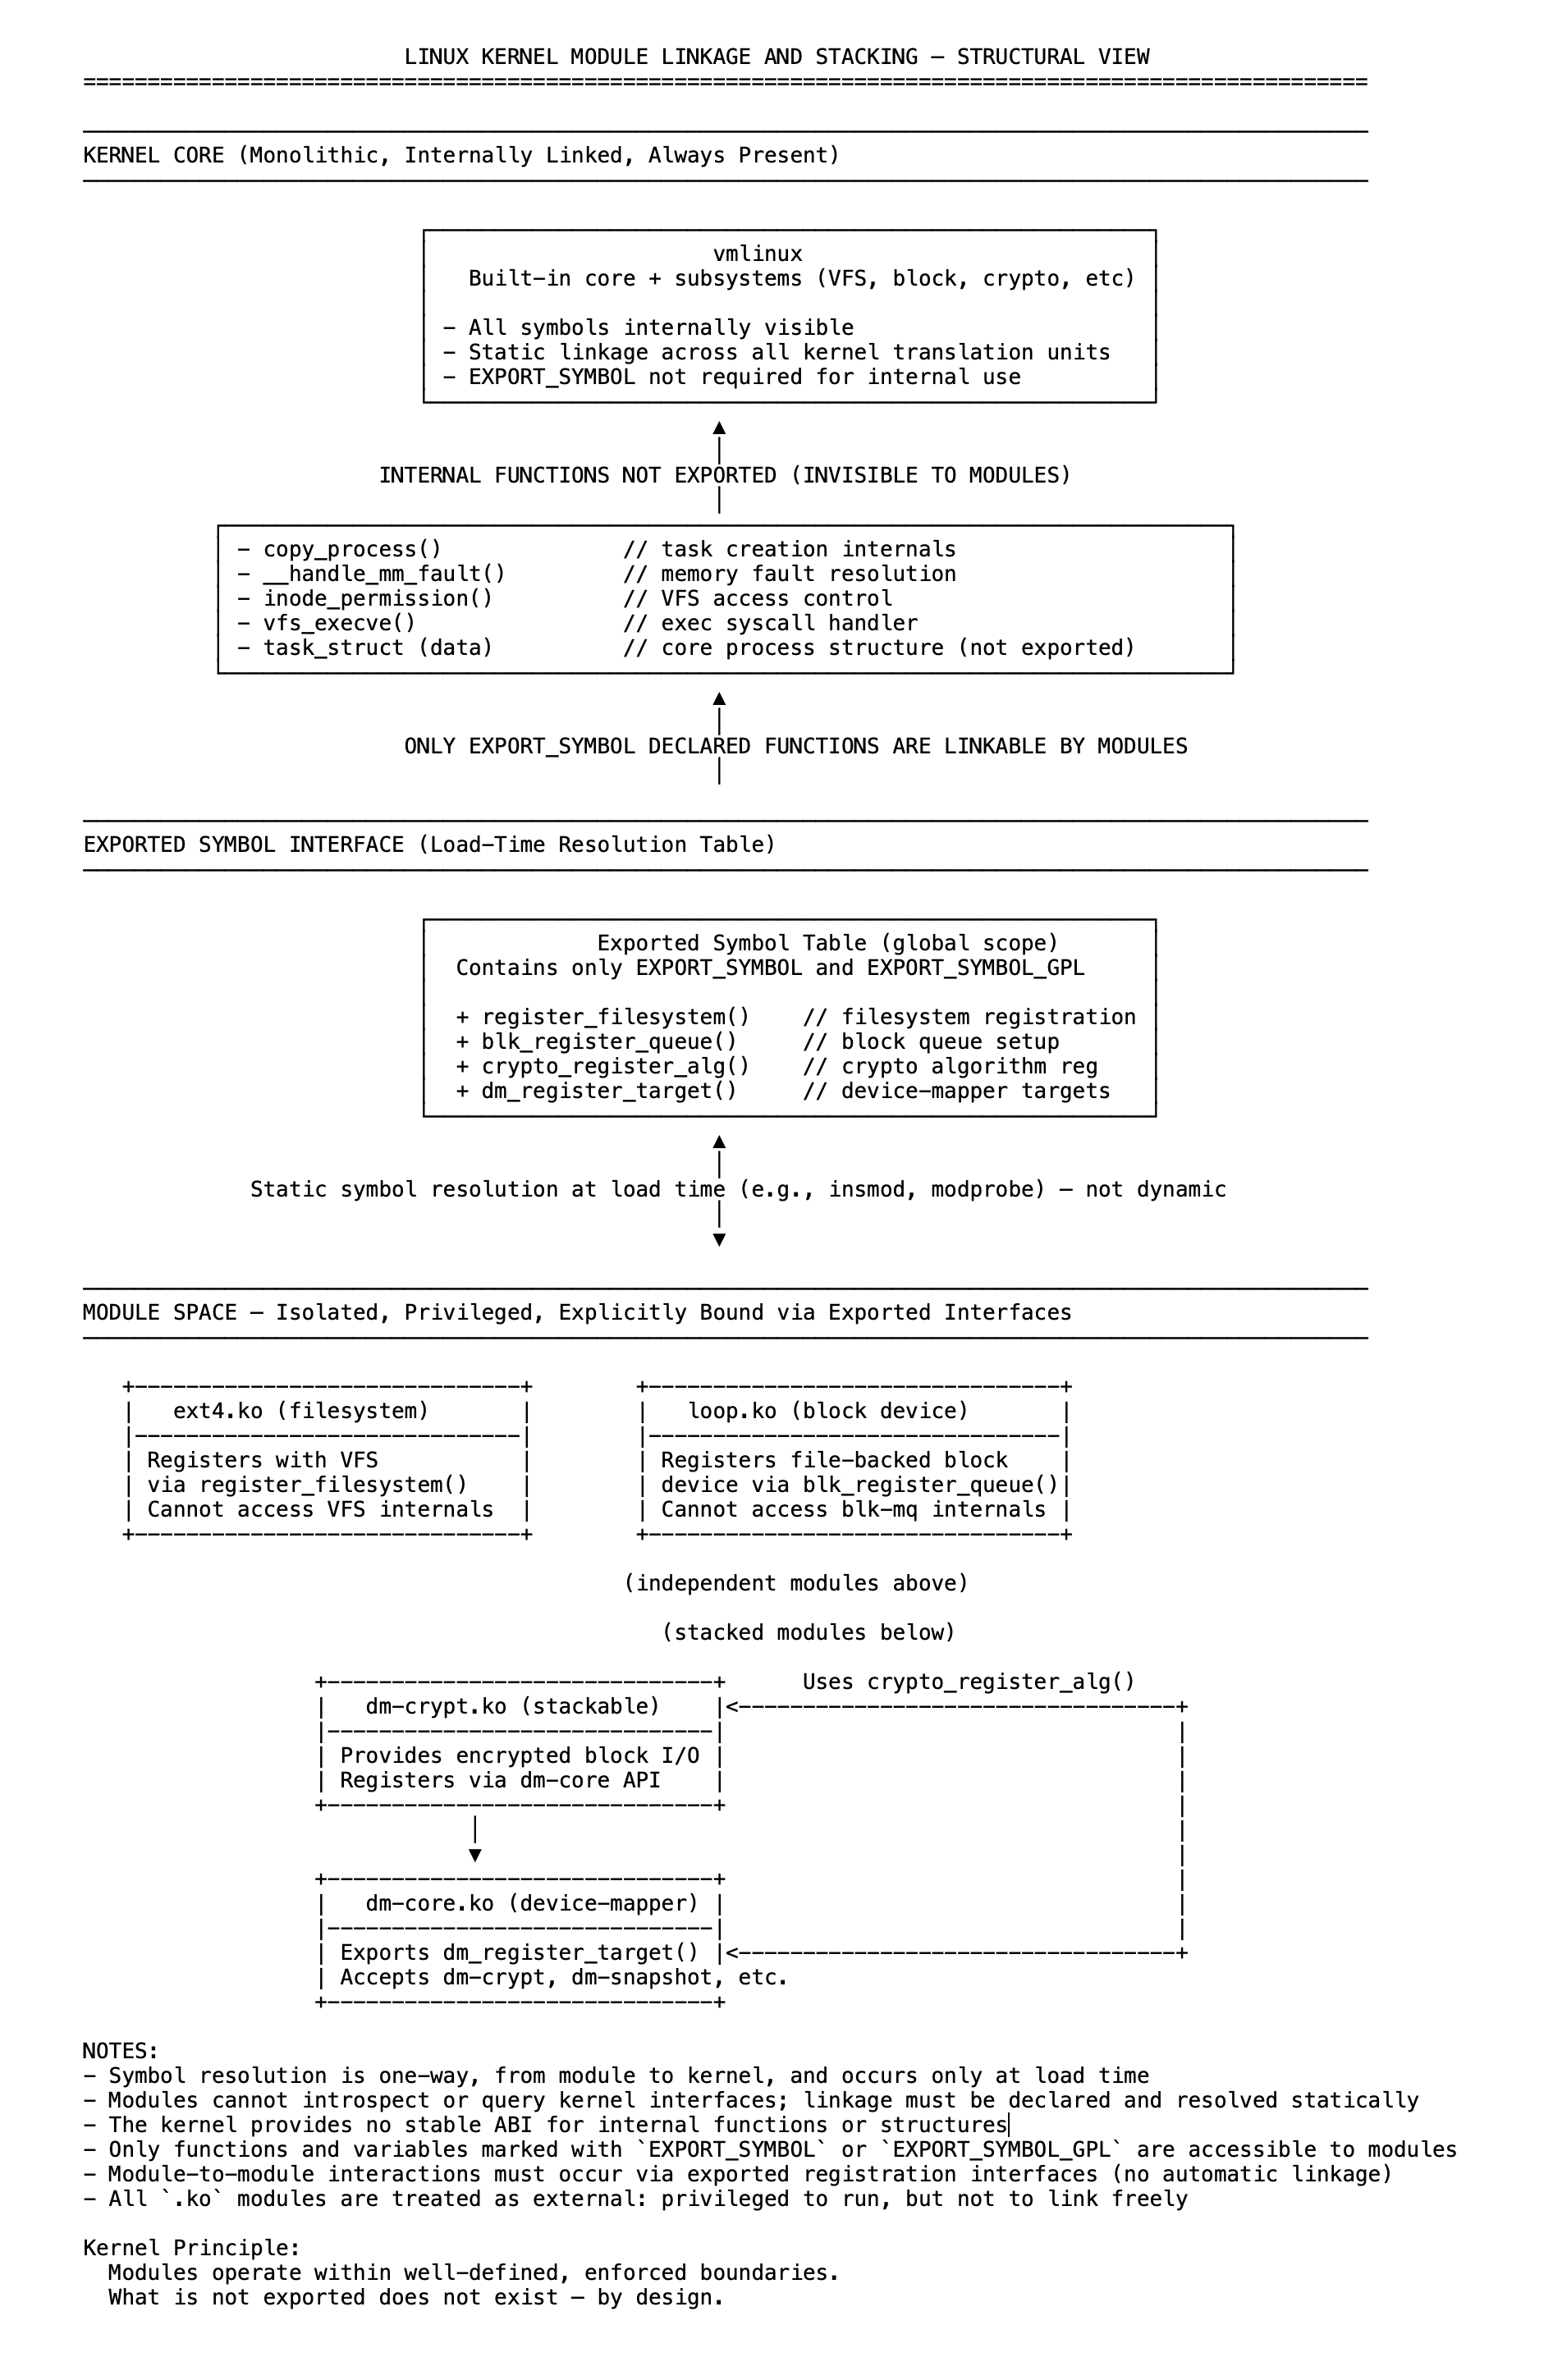 LINUX KERNEL MODULE LINKAGE AND STACKING — STRUCTURAL VIEW
====================================================================================================
KERNEL CORE (Monolithic, Internally Linked, Always Present)
vmlinux
Built-in core + subsystems (VFS, block, crypto, etc)
- All symbols internally visible
- Static linkage across all kernel translation units
- EXPORT_SYMBOL not required for internal use
▲
INTERNAL FUNCTIONS NOT EXPORTED (INVISIBLE TO MODULES)
- copy_process() // task creation internals
- __handle_mm_fault() // memory fault resolution
- inode_permission() // VFS access control
- vfs_execve() // exec syscall handler
- task_struct (data) // core process structure (not exported)
▲
ONLY EXPORT_SYMBOL DECLARED FUNCTIONS ARE LINKABLE BY MODULES
EXPORTED SYMBOL INTERFACE (Load-Time Resolution Table)
Exported Symbol Table (global scope)
Contains only EXPORT_SYMBOL and EXPORT_SYMBOL_GPL
+ register_filesystem() // filesystem registration
+ blk_register_queue() // block queue setup
+ crypto_register_alg() // crypto algorithm reg
+ dm_register_target() // device-mapper targets
▲
Static symbol resolution at load time (e.g., insmod, modprobe) — not dynamic
▼
MODULE SPACE — Isolated, Privileged, Explicitly Bound via Exported Interfaces
ext4.ko (filesystem)
Registers with VFS
via register_filesystem()
Cannot access VFS internals
loop.ko (block device)
Registers file-backed block
device via blk_register_queue()
Cannot access blk-mq internals
(independent modules above)
(stacked modules below)
Uses crypto_register_alg()
dm-crypt.ko (stackable)
Provides encrypted block I/O
Registers via dm-core API
▼
dm-core.ko (device-mapper)
Exports dm_register_target()
Accepts dm-crypt, dm-snapshot, etc.
NOTES:
- Symbol resolution is one-way, from module to kernel, and occurs only at load time
- Modules cannot introspect or query kernel interfaces; linkage must be declared and resolved statically
- The kernel provides no stable ABI for internal functions or structures
- Only functions and variables marked with `EXPORT_SYMBOL` or `EXPORT_SYMBOL_GPL` are accessible to modules
- Module-to-module interactions must occur via exported registration interfaces (no automatic linkage)
- All `.ko` modules are treated as external: privileged to run, but not to link freely
Kernel Principle:
Modules operate within well-defined, enforced boundaries.
What is not exported does not exist — by design.